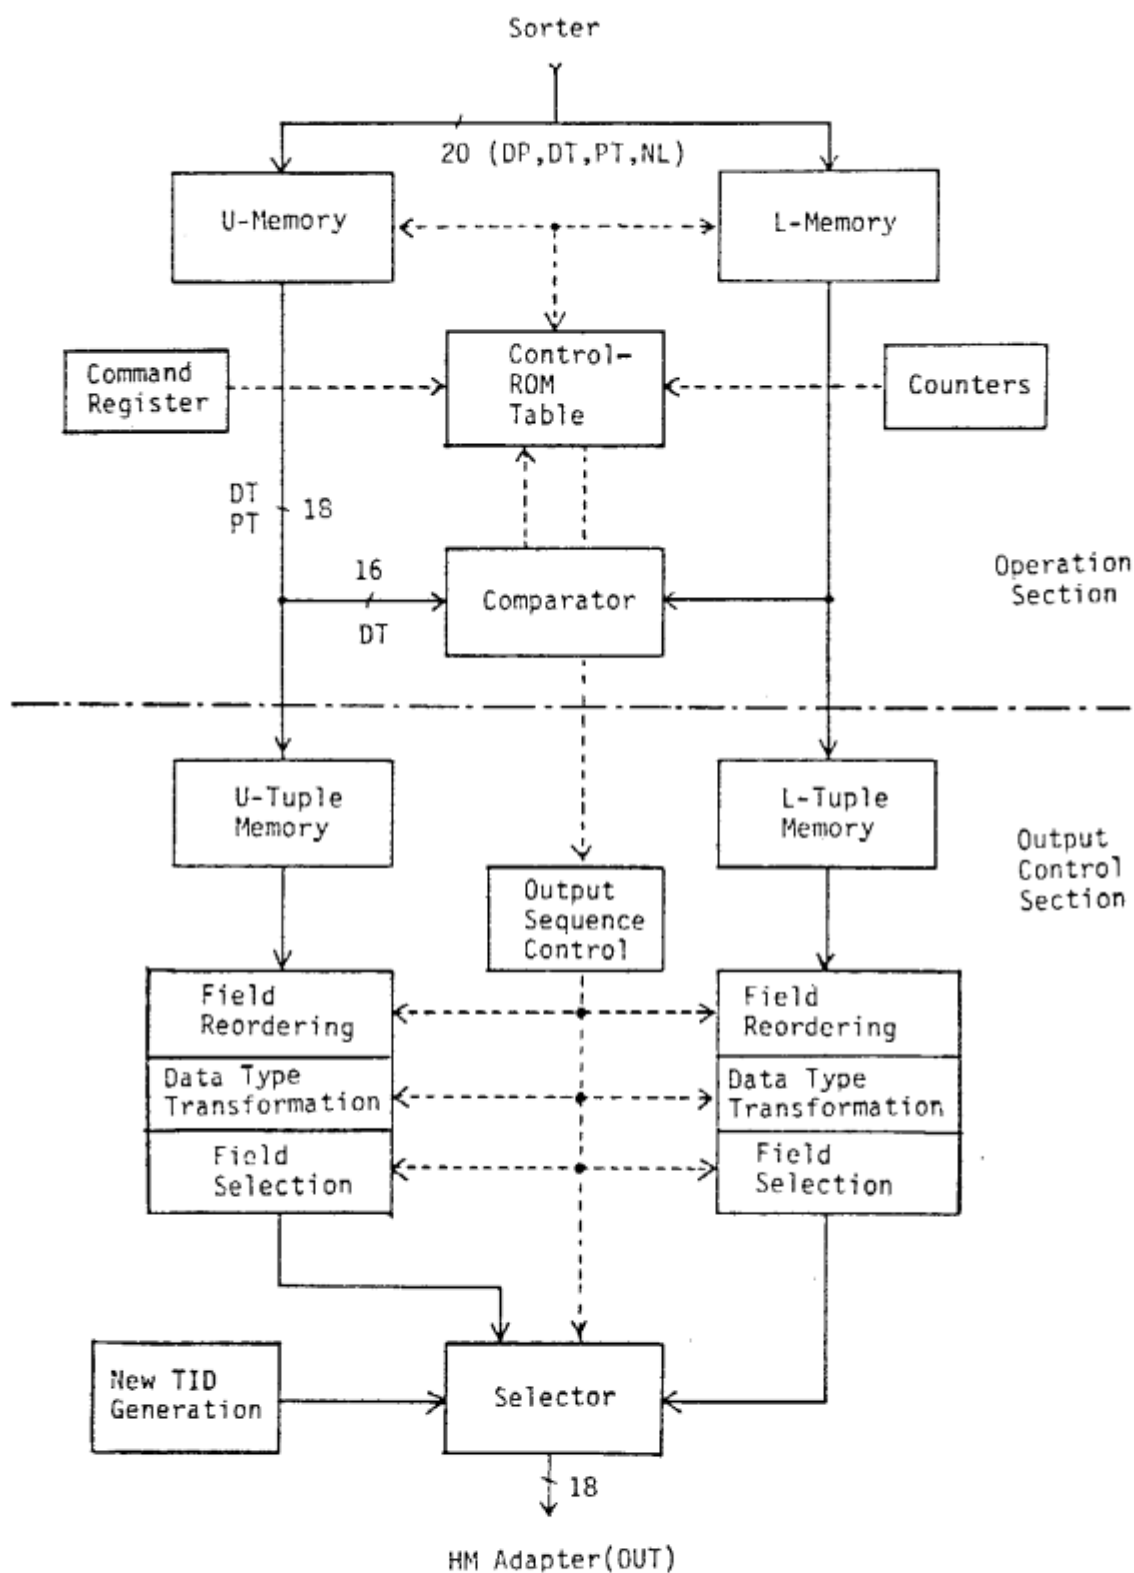 Sorter
20 (DP,DT,PT,NL)
U-Memory
L-Memory
Control-
ROM
Table
Command
Register
Counters
DT
PT
18
16
DT
Comparator
Operation
Section
U-Tuple
Memory
L-Tuple
Memory
Output
Control
Section
Output
Sequence
Control
Field
Reordering
Field
Reordering
Data Type
Transformation
Data Type
Transformation
Field
Selection
Field
Selection
New TID
Generation
Selector
18
HM Adapter(OUT)